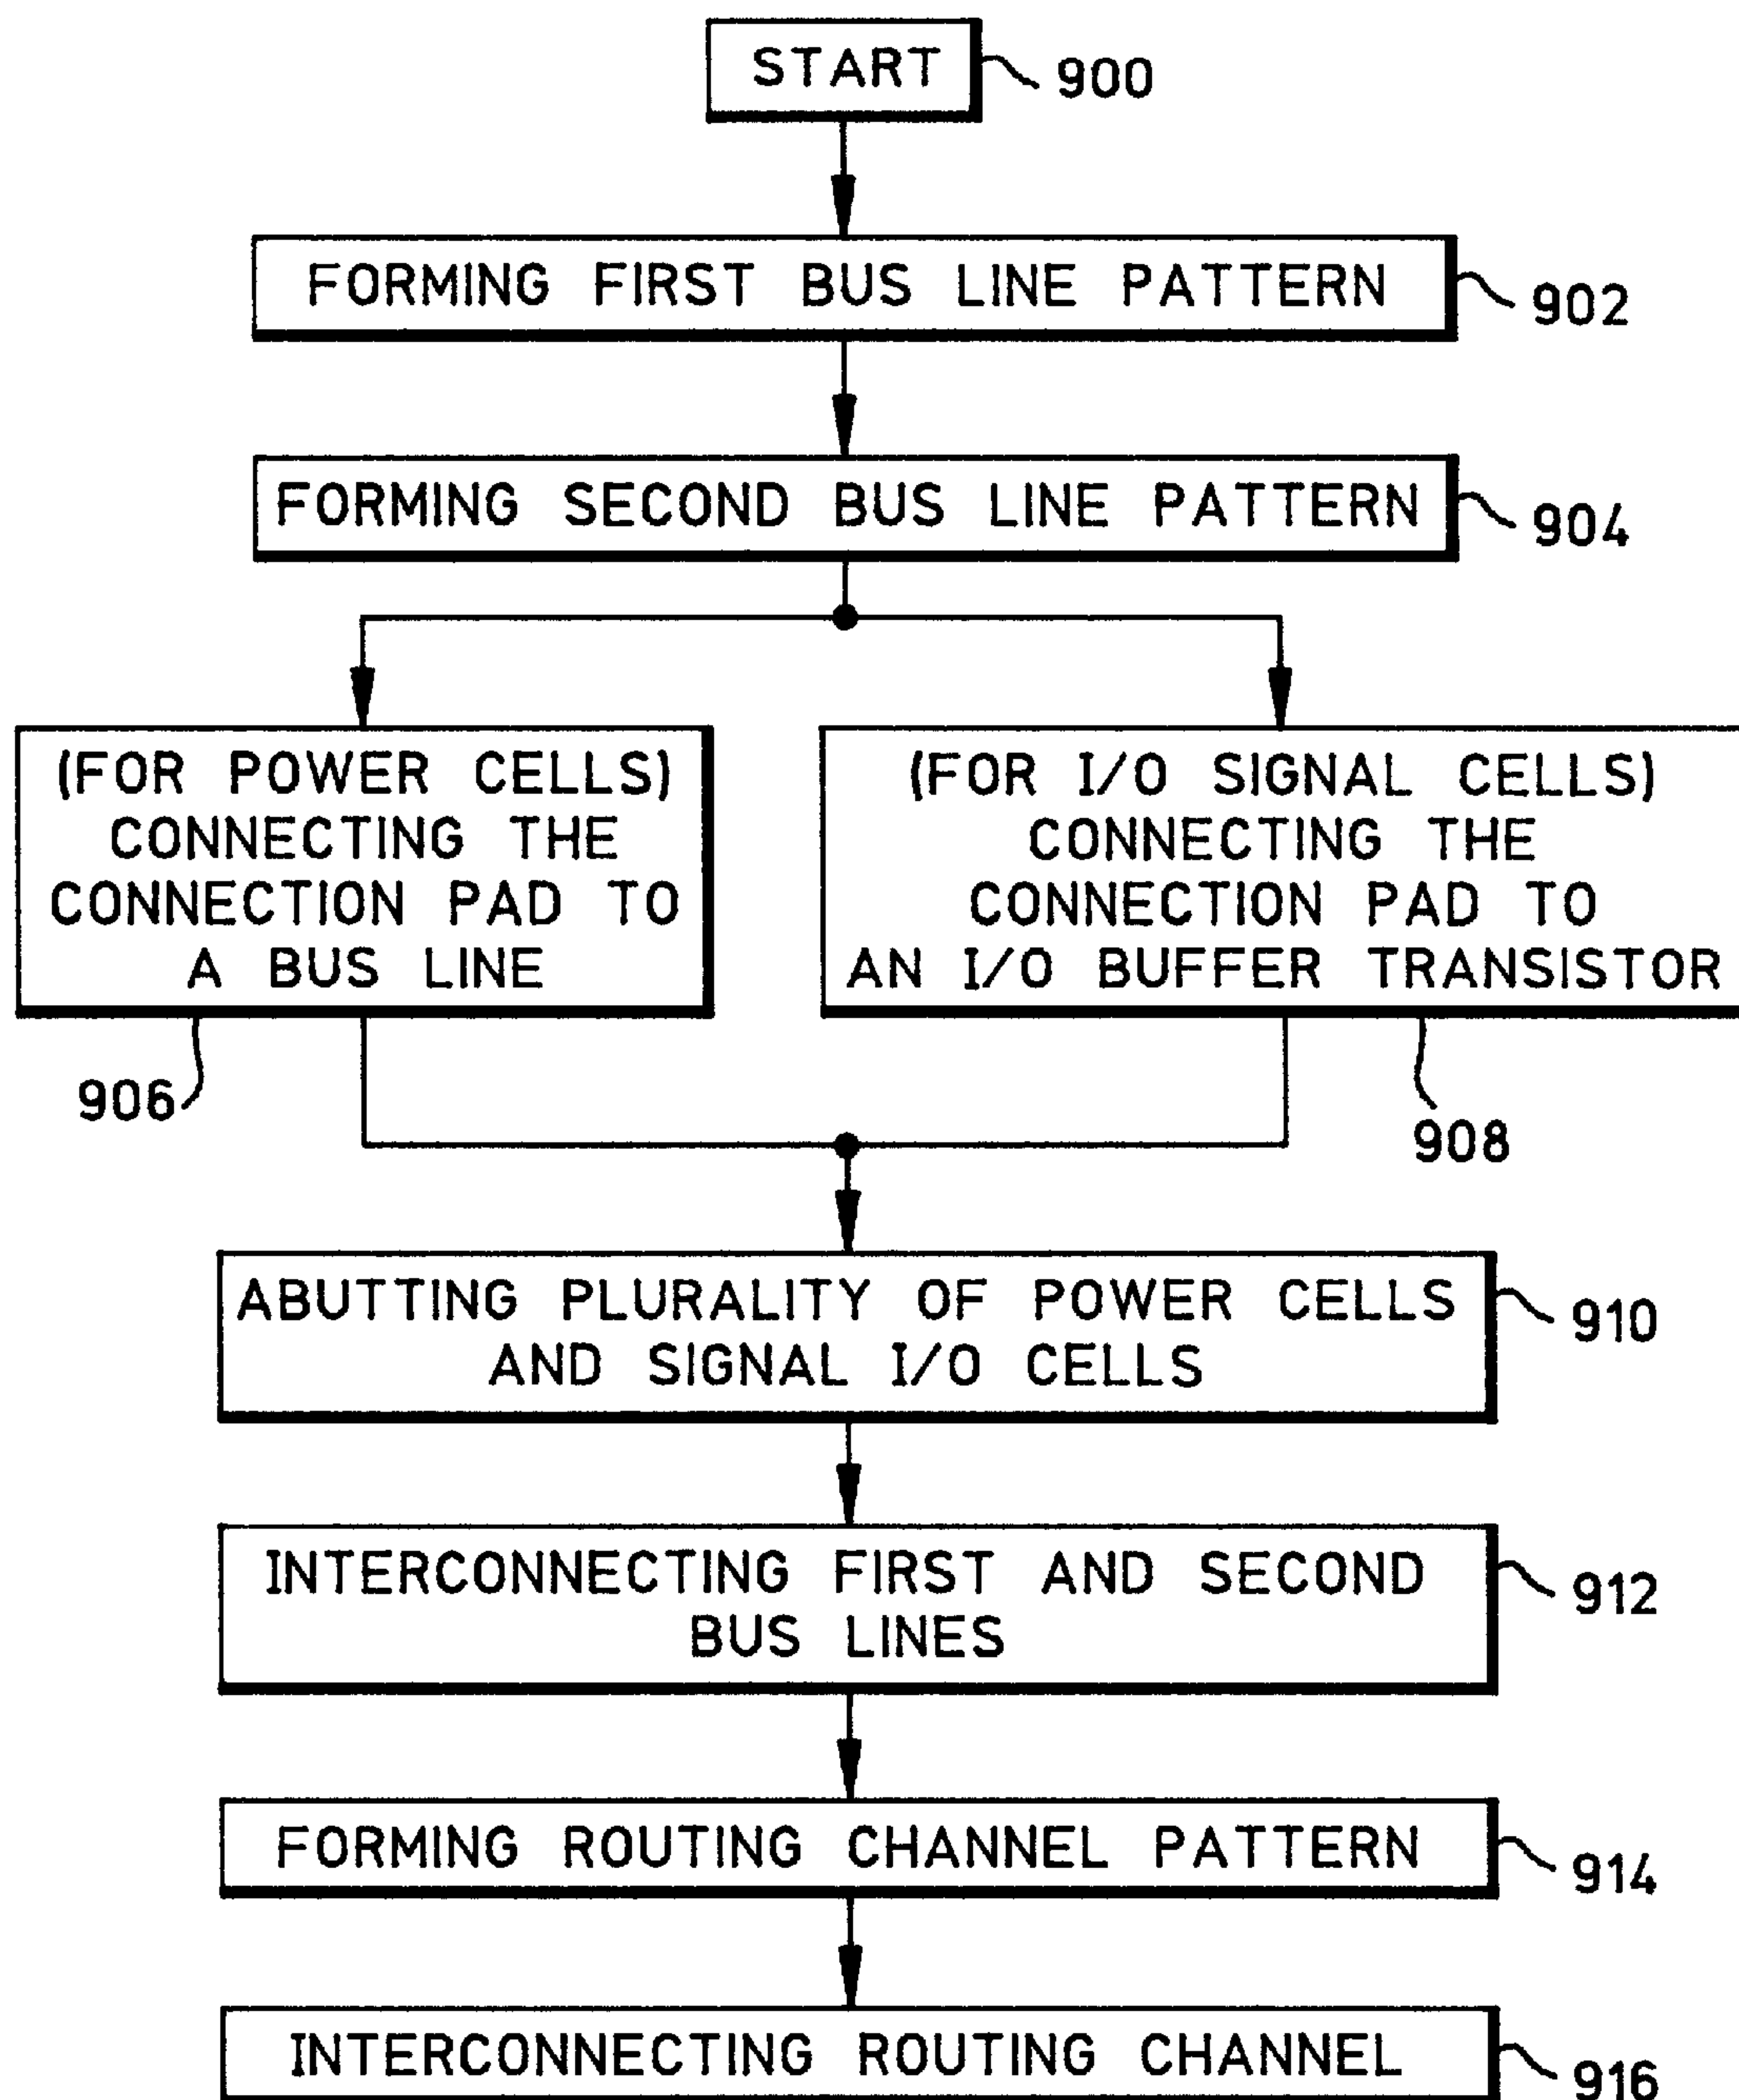 START
900
FORMING FIRST BUS LINE PATTERN
902
FORMING SECOND BUS LINE PATTERN
904
(FOR POWER CELLS)
CONNECTING THE
CONNECTION PAD TO
A BUS LINE
906
(FOR I/O SIGNAL CELLS)
CONNECTING THE
CONNECTION PAD TO
AN I/O BUFFER TRANSISTOR
908
ABUTTING PLURALITY OF POWER CELLS
AND SIGNAL I/O CELLS
910
INTERCONNECTING FIRST AND SECOND
BUS LINES
912
FORMING ROUTING CHANNEL PATTERN
914
INTERCONNECTING ROUTING CHANNEL
916